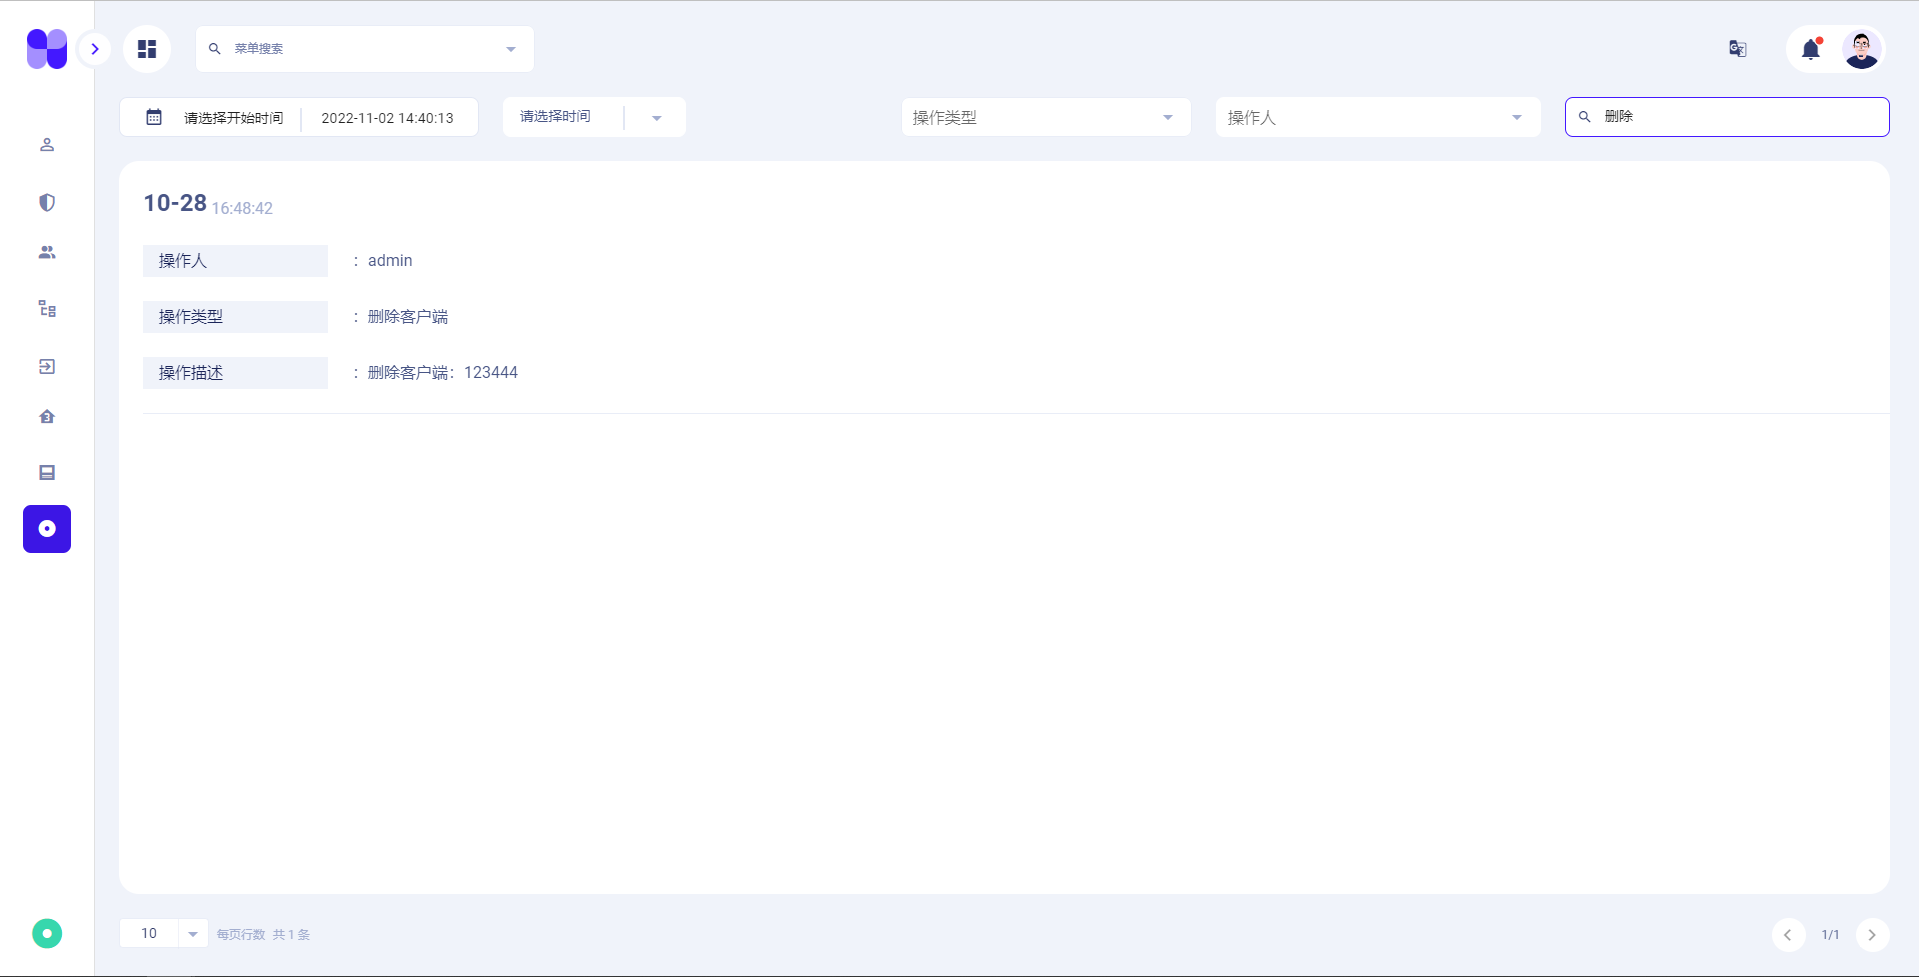 菜单搜索
请选择开始时间 2022-11-02 14:40:13 请选择时间 操作类型 操作人 删除
10-28 16:48:42
操作人 : admin
操作类型 : 删除客户端
操作描述 : 删除客户端：123444
10 每页行数 共 1 条 1/1